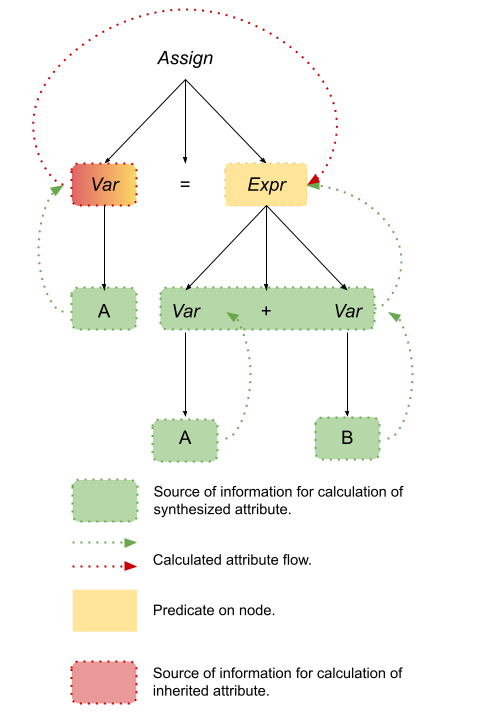 Assign
Var = Expr
A Var + Var
A B
Source of information for calculation of
synthesized attribute.
Calculated attribute flow.
Predicate on node.
Source of information for calculation of
inherited attribute.